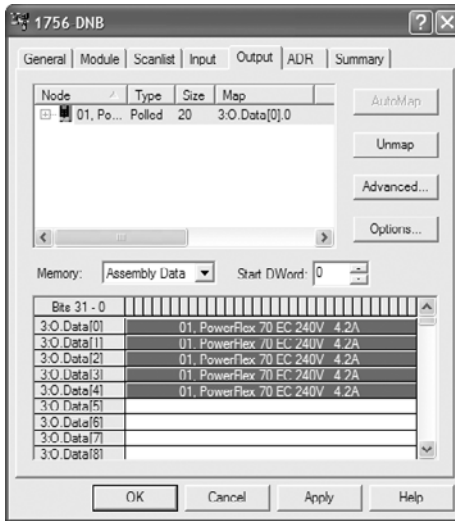 1756-DNB
General Module Scanlist Input Output ADR Summary
Node Type Size Map
01, Po... Polled 20 3:O.Data[0].0
AutoMap
Unmap
Advanced...
Options...
Memory: Assembly Data Start DWord: 0
Bits 31 - 0
3:O.Data[0] 01, PowerFlex 70 EC 240V 4.2A
3:O.Data[1] 01, PowerFlex 70 EC 240V 4.2A
3:O.Data[2] 01, PowerFlex 70 EC 240V 4.2A
3:O.Data[3] 01, PowerFlex 70 EC 240V 4.2A
3:O.Data[4] 01, PowerFlex 70 EC 240V 4.2A
3:O.Data[5]
3:O.Data[6]
3:O.Data[7]
3:O.Data[8]
OK Cancel Apply Help